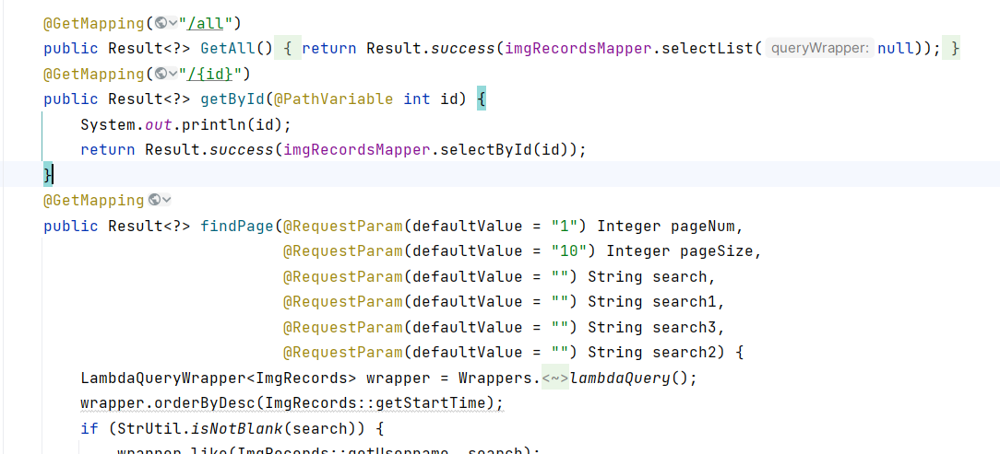 @GetMapping("/all")
public Result<?> GetAll() { return Result.success(imgRecordsMapper.selectList( queryWrapper: null)); }
@GetMapping("/{id}")
public Result<?> getById(@PathVariable int id) {
System.out.println(id);
return Result.success(imgRecordsMapper.selectById(id));
}
@GetMapping
public Result<?> findPage(@RequestParam(defaultValue = "1") Integer pageNum,
@RequestParam(defaultValue = "10") Integer pageSize,
@RequestParam(defaultValue = "") String search,
@RequestParam(defaultValue = "") String search1,
@RequestParam(defaultValue = "") String search3,
@RequestParam(defaultValue = "") String search2) {
LambdaQueryWrapper<ImgRecords> wrapper = Wrappers.<~>lambdaQuery();
wrapper.orderByDesc(ImgRecords::getStartTime);
if (StrUtil.isNotBlank(search)) {
wrapper.like(ImgRecords::getUsername, search);